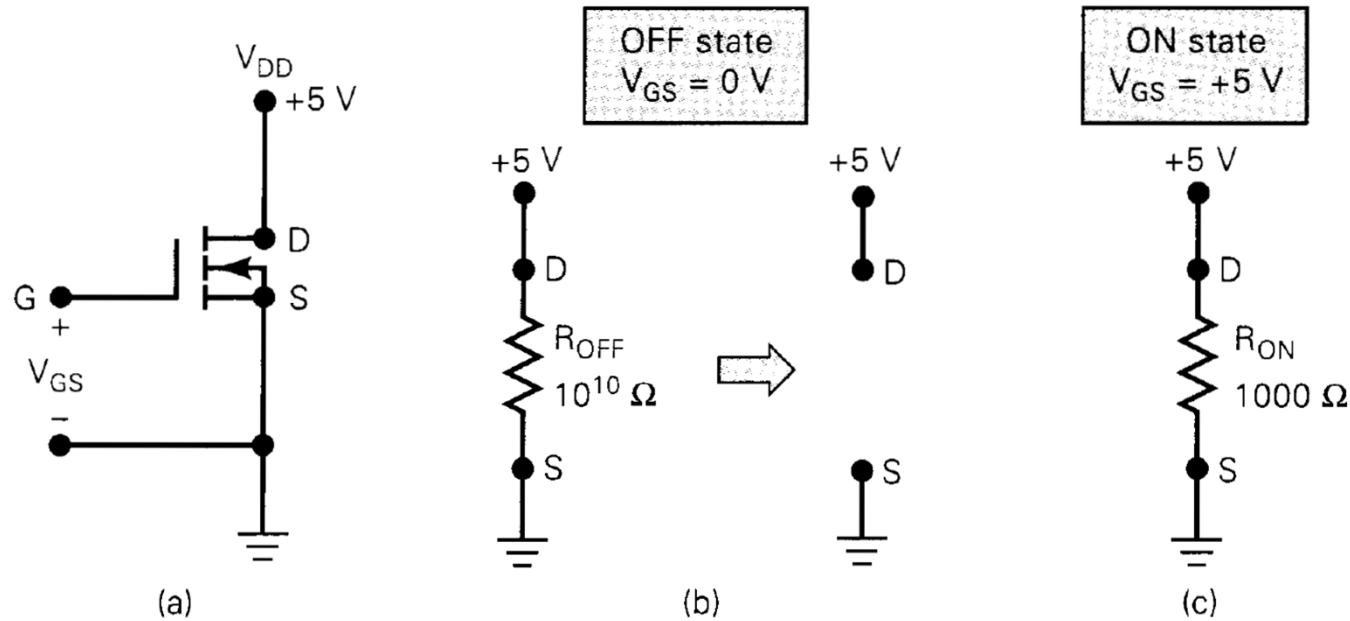 V_DD
+5 V
D
G
S
+
V_GS
–
(a)
OFF state
V_GS = 0 V
+5 V
D
R_OFF
10^10 Ω
S
+5 V
D
S
(b)
ON state
V_GS = +5 V
+5 V
D
R_ON
1000 Ω
S
(c)